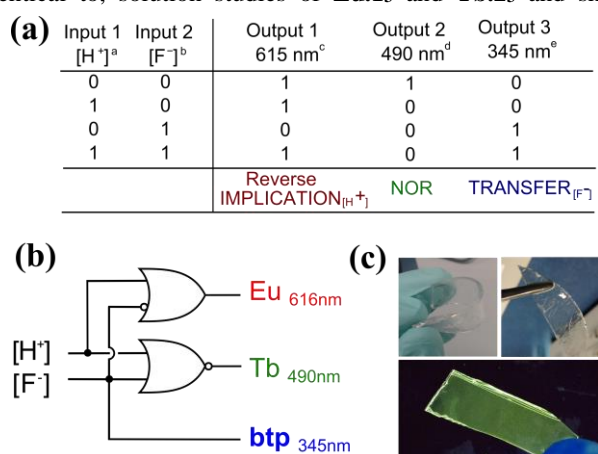 (a)
Input 1 Input 2 Output 1 Output 2 Output 3
[H⁺]ᵃ [F⁻]ᵇ 615 nmᶜ 490 nmᵈ 345 nmᵉ
0 0 1 1 0
1 0 1 0 0
0 1 0 0 1
1 1 1 0 1
Reverse IMPLICATION[H+] NOR TRANSFER[F-]
(b)
(c)
Eu 616nm
[H⁺]
Tb 490nm
[F⁻]
btp 345nm